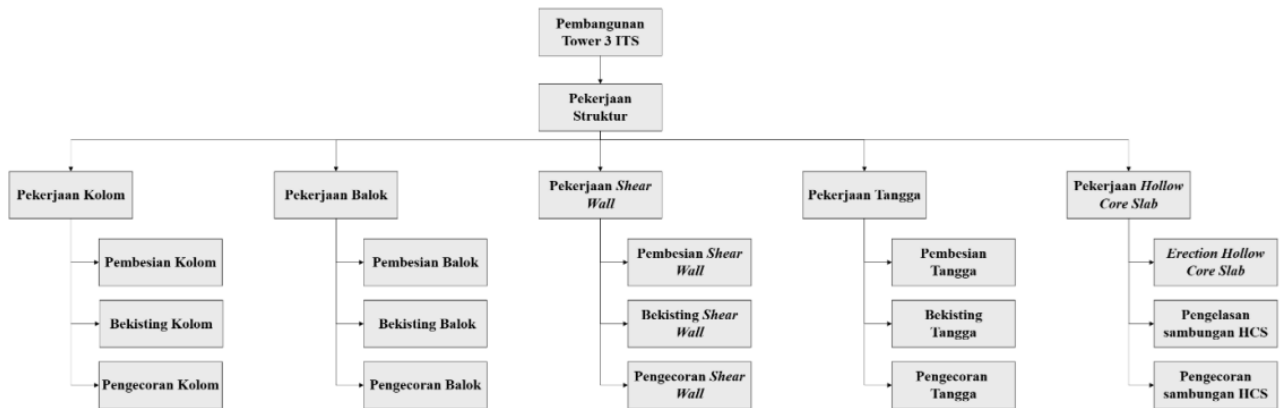 Pembangunan
Tower 3 ITS
Pekerjaan
Struktur
Pekerjaan Kolom
Pekerjaan Balok
Pekerjaan Shear
Wall
Pekerjaan Tangga
Pekerjaan Hollow
Core Slab
Pembesian Kolom
Pembesian Balok
Pembesian Shear
Wall
Pembesian
Tangga
Erection Hollow
Core Slab
Bekisting Kolom
Bekisting Balok
Bekisting Shear
Wall
Bekisting
Tangga
Pengelasan
sambungan HCS
Pengecoran Kolom
Pengecoran Balok
Pengecoran Shear
Wall
Pengecoran
Tangga
Pengecoran
sambungan HCS